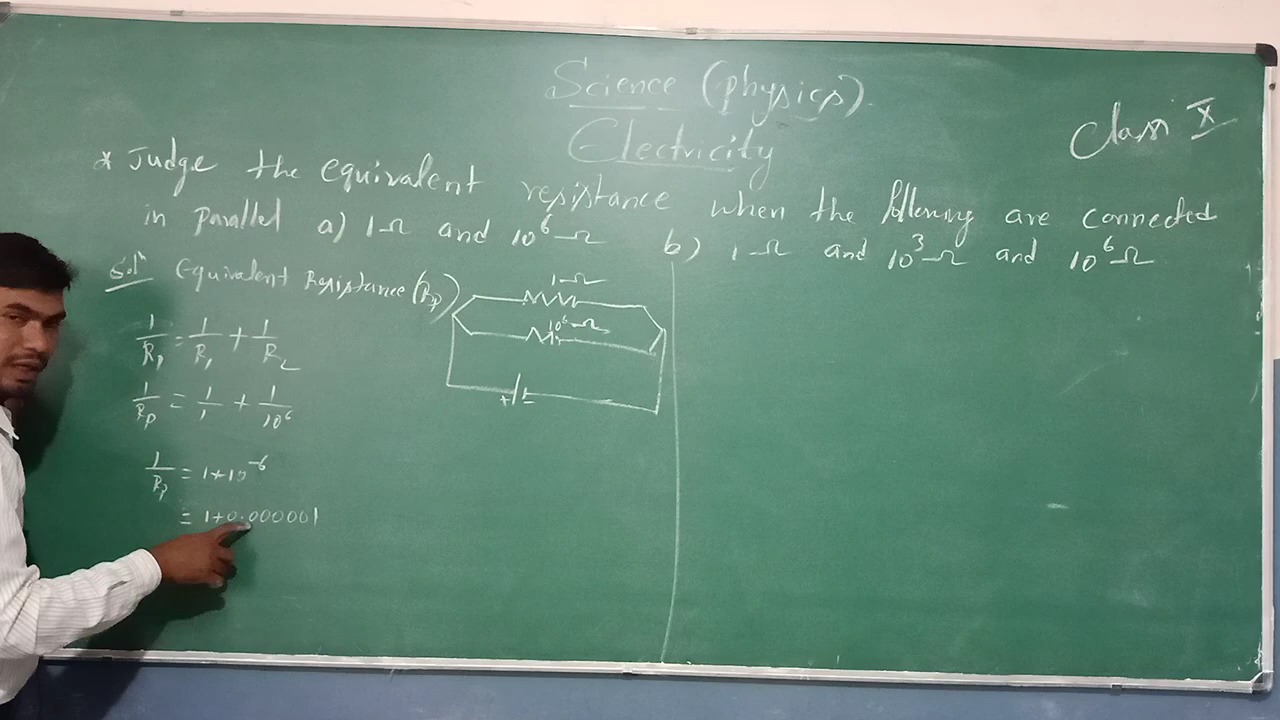 Science (physics)
Electricity
Class X
* Judge the equivalent resistance when the following are connected
in parallel a) 1Ω and 10⁶Ω b) 1Ω and 10³Ω and 10⁶Ω
Solⁿ Equivalent Resistance (Rp)
1/Rp = 1/R₁ + 1/R₂
1/Rp = 1/1 + 1/10⁶
1/Rp = 1+10⁻⁶
= 1+0.000001
1Ω
10⁶Ω
+ -